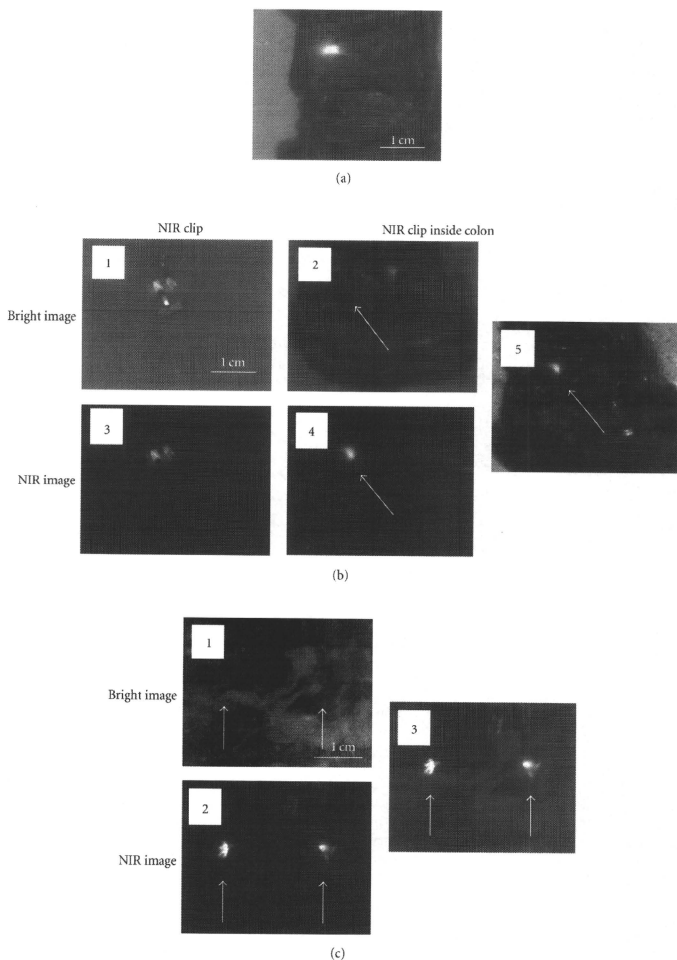 1 cm
(a)
NIR clip
NIR clip inside colon
Bright image
1
1 cm
2
5
NIR image
3
4
(b)
Bright image
1
1 cm
3
NIR image
2
(c)